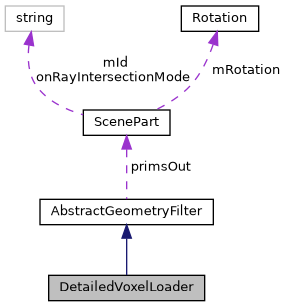 string
Rotation
mId
onRayIntersectionMode
mRotation
ScenePart
primsOut
AbstractGeometryFilter
DetailedVoxelLoader